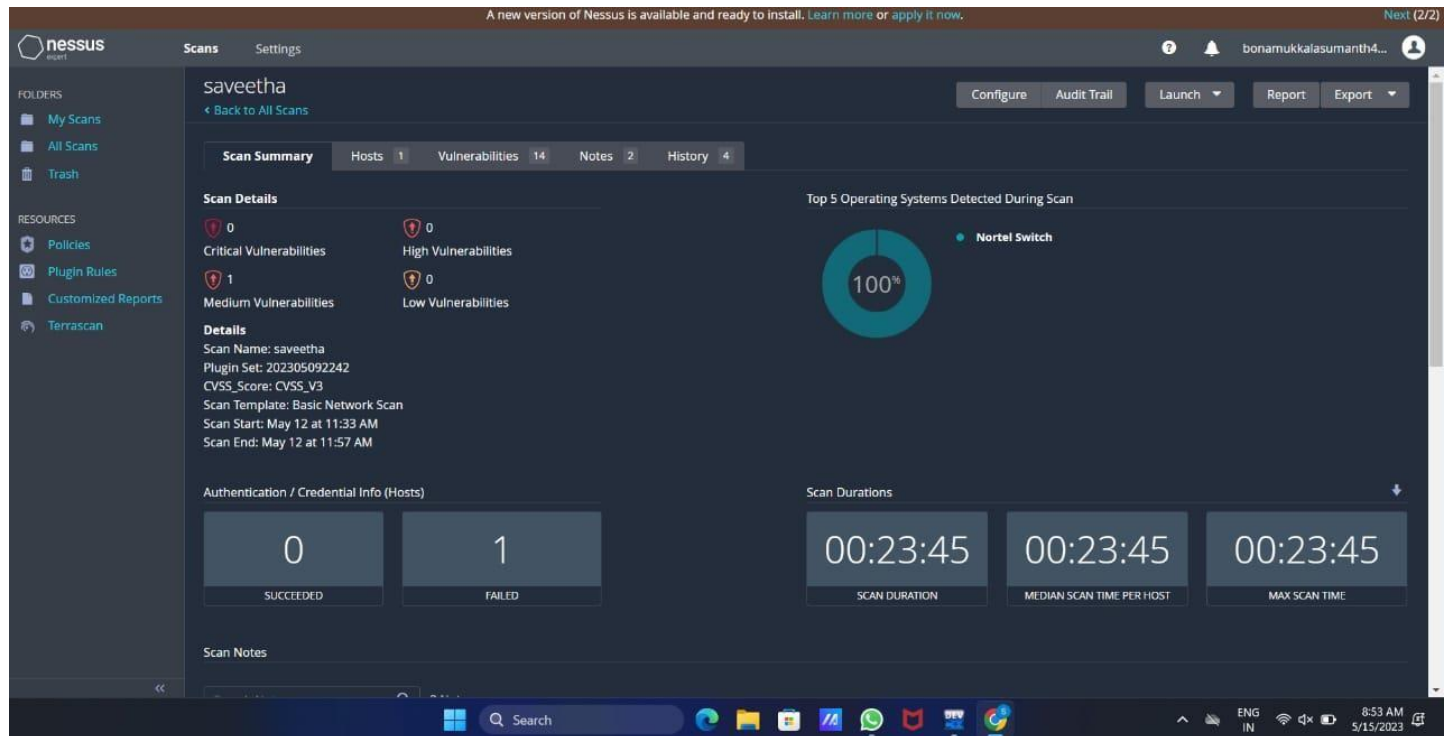 A new version of Nessus is available and ready to install. Learn more or apply it now.
Next (2/2)
nessus
expert
Scans
Settings
bonamukkalasumanth4...
FOLDERS
My Scans
All Scans
Trash
RESOURCES
Policies
Plugin Rules
Customized Reports
Terrascan
saveetha
< Back to All Scans
Configure
Audit Trail
Launch
Report
Export
Scan Summary
Hosts 1
Vulnerabilities 14
Notes 2
History 4
Scan Details
0
Critical Vulnerabilities
0
High Vulnerabilities
1
Medium Vulnerabilities
0
Low Vulnerabilities
Details
Scan Name: saveetha
Plugin Set: 202305092242
CVSS_Score: CVSS_V3
Scan Template: Basic Network Scan
Scan Start: May 12 at 11:33 AM
Scan End: May 12 at 11:57 AM
Top 5 Operating Systems Detected During Scan
100%
Nortel Switch
Authentication / Credential Info (Hosts)
0
SUCCEEDED
1
FAILED
Scan Durations
00:23:45
SCAN DURATION
00:23:45
MEDIAN SCAN TIME PER HOST
00:23:45
MAX SCAN TIME
Scan Notes
Search
DEV
ENG
IN
8:53 AM
5/15/2023